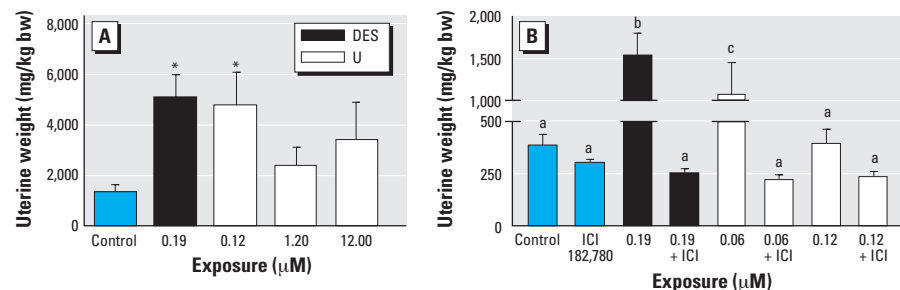 A
Uterine weight (mg/kg bw)
8,000
6,000
4,000
2,000
0
DES
U
* *
Control 0.19 0.12 1.20 12.00
Exposure (μM)
B
Uterine weight (mg/kg bw)
2,000
1,500
1,000
500
250
0
a a b a c a a a
Control ICI 0.19 0.19 0.06 0.06 0.12 0.12
182,780 + ICI + ICI + ICI
Exposure (μM)